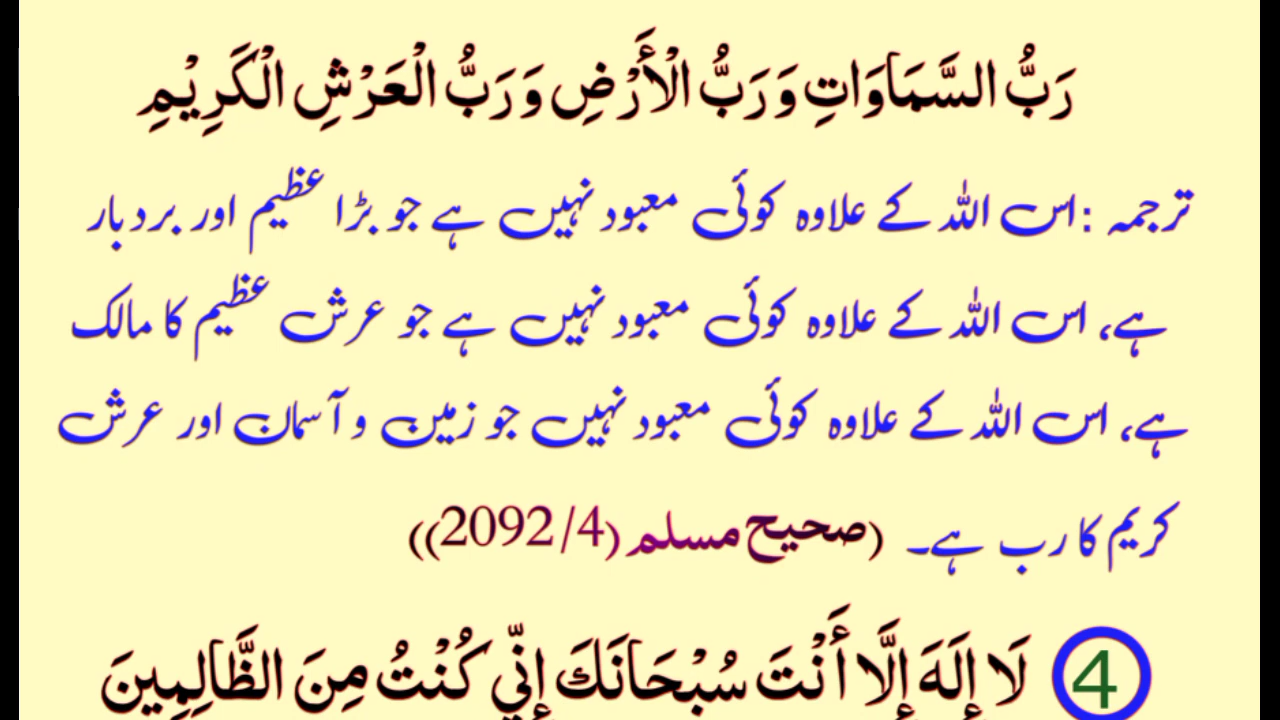 رَبُّ السَّمَاوَاتِ وَرَبُّ الْأَرْضِ وَرَبُّ الْعَرْشِ الْكَرِيْمِ
ترجمہ :اس اللہ کے علاوہ کوئی معبود نہیں ہے جو بڑا عظیم اور بردبار
ہے، اس اللہ کے علاوہ کوئی معبود نہیں ہے جو عرش عظیم کا مالک
ہے، اس اللہ کے علاوہ کوئی معبود نہیں جو زمین و آسمان اور عرش
کریم کا رب ہے۔ (صحیح مسلم (2092/4))
④ لَا إِلَهَ إِلَّا أَنْتَ سُبْحَانَكَ إِنِّي كُنْتُ مِنَ الظَّالِمِينَ